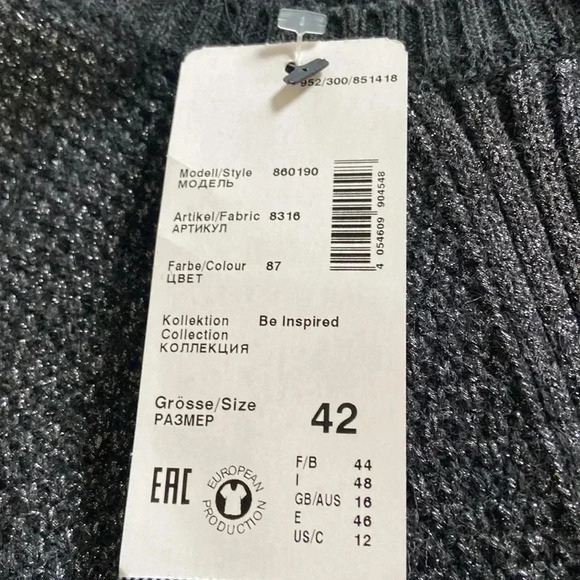 952/300/851418
Modell/Style 860190
МОДЕЛЬ
Artikel/Fabric 8316
АРТИКУЛ
4 054609 904548
Farbe/Colour 87
ЦВЕТ
Kollektion Be Inspired
Collection
КОЛЛЕКЦИЯ
Grösse/Size 42
РАЗМЕР
F/B 44
I 48
GB/AUS 16
E 46
US/C 12
EAC
EUROPEAN
PRODUCTION